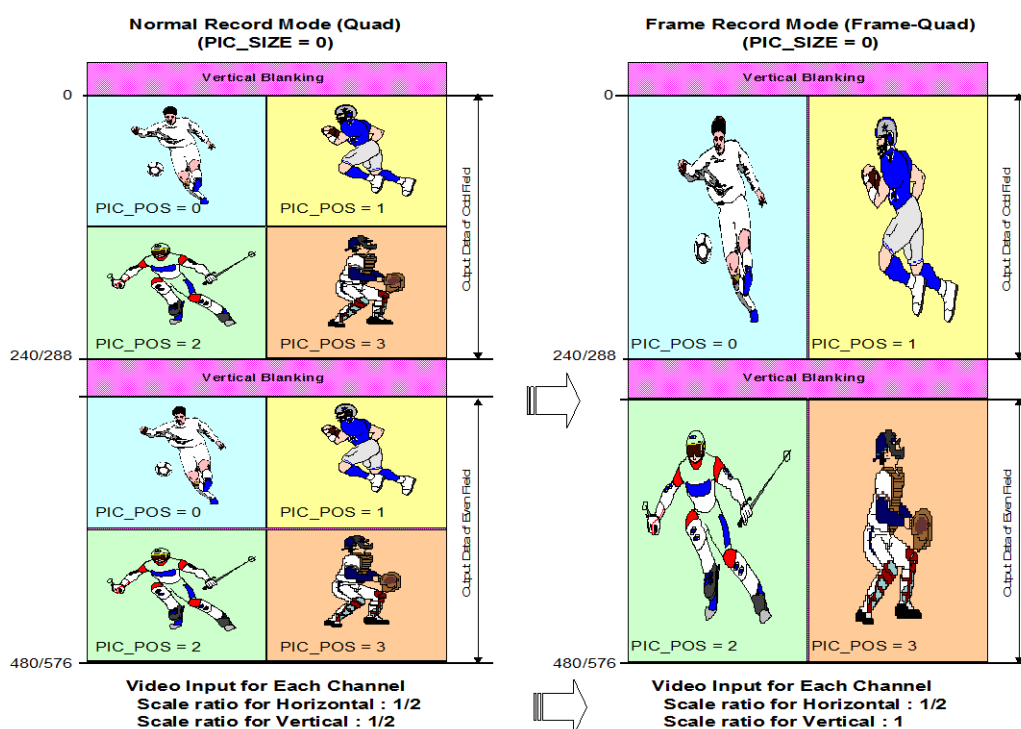 Normal Record Mode (Quad)
(PIC_SIZE = 0)
Vertical Blanking
0
PIC_POS = 0
PIC_POS = 1
PIC_POS = 2
PIC_POS = 3
Output Data of Odd Field
240/288
Vertical Blanking
PIC_POS = 0
PIC_POS = 1
PIC_POS = 2
PIC_POS = 3
Output Data of Even Field
480/576
Video Input for Each Channel
Scale ratio for Horizontal : 1/2
Scale ratio for Vertical : 1/2
Frame Record Mode (Frame-Quad)
(PIC_SIZE = 0)
Vertical Blanking
0
PIC_POS = 0
PIC_POS = 1
Output Data of Odd Field
240/288
Vertical Blanking
PIC_POS = 2
PIC_POS = 3
Output Data of Even Field
480/576
Video Input for Each Channel
Scale ratio for Horizontal : 1/2
Scale ratio for Vertical : 1